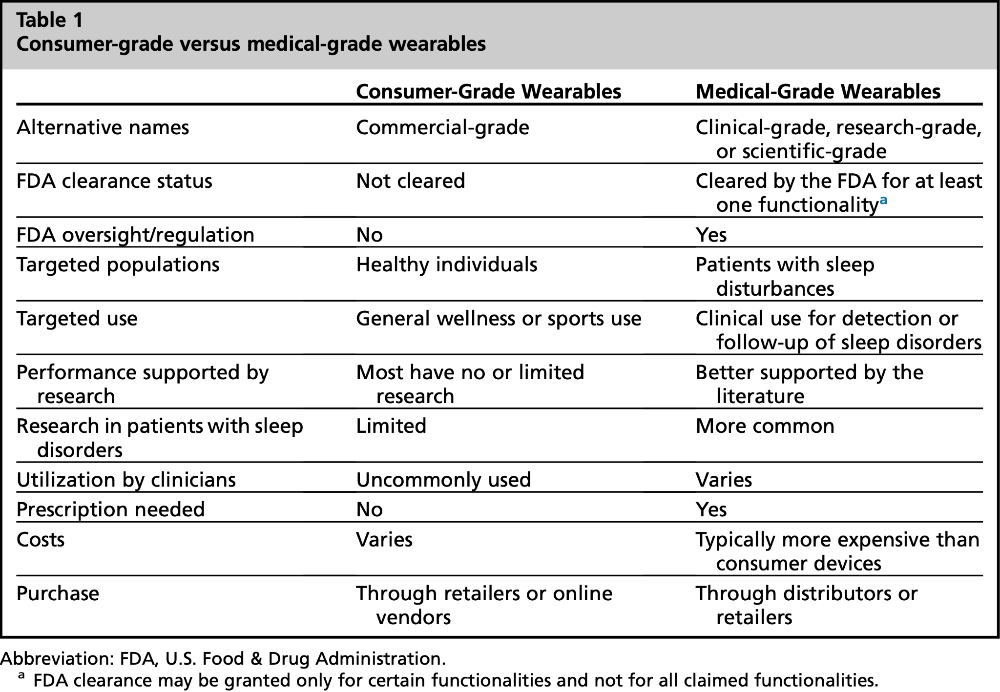 Table 1
Consumer-grade versus medical-grade wearables
Consumer-Grade Wearables Medical-Grade Wearables
Alternative names Commercial-grade Clinical-grade, research-grade,
or scientific-grade
FDA clearance status Not cleared Cleared by the FDA for at least
one functionalityᵃ
FDA oversight/regulation No Yes
Targeted populations Healthy individuals Patients with sleep
disturbances
Targeted use General wellness or sports use Clinical use for detection or
follow-up of sleep disorders
Performance supported by Most have no or limited Better supported by the
research research literature
Research in patients with sleep Limited More common
disorders
Utilization by clinicians Uncommonly used Varies
Prescription needed No Yes
Costs Varies Typically more expensive than
consumer devices
Purchase Through retailers or online Through distributors or
vendors retailers
Abbreviation: FDA, U.S. Food & Drug Administration.
ᵃ FDA clearance may be granted only for certain functionalities and not for all claimed functionalities.